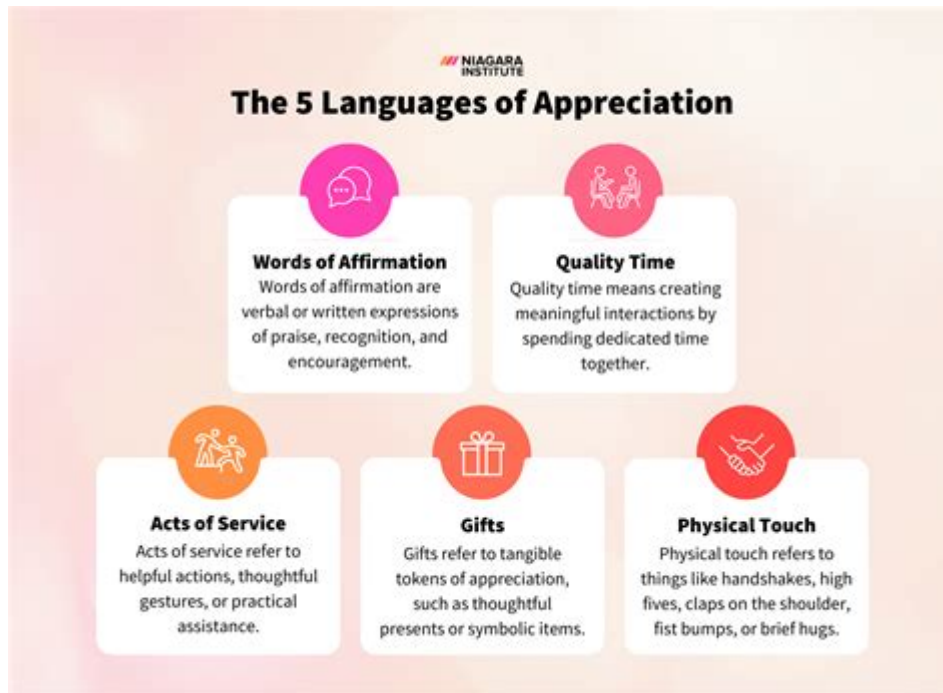 NIAGARA
INSTITUTE
The 5 Languages of Appreciation
Words of Affirmation
Words of affirmation are
verbal or written expressions
of praise, recognition, and
encouragement.
Quality Time
Quality time means creating
meaningful interactions by
spending dedicated time
together.
Acts of Service
Acts of service refer to
helpful actions, thoughtful
gestures, or practical
assistance.
Gifts
Gifts refer to tangible
tokens of appreciation,
such as thoughtful
presents or symbolic items.
Physical Touch
Physical touch refers to
things like handshakes, high
fives, claps on the shoulder,
fist bumps, or brief hugs.